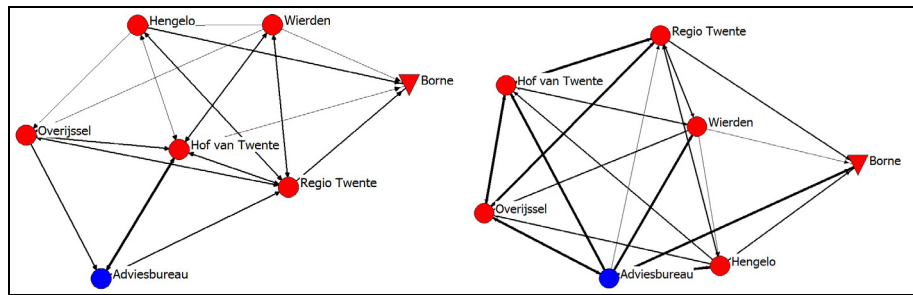 Hengelo
Wierden
Borne
Overijssel
Hof van Twente
Regio Twente
Adviesbureau
Regio Twente
Hof van Twente
Wierden
Borne
Overijssel
Hengelo
Adviesbureau